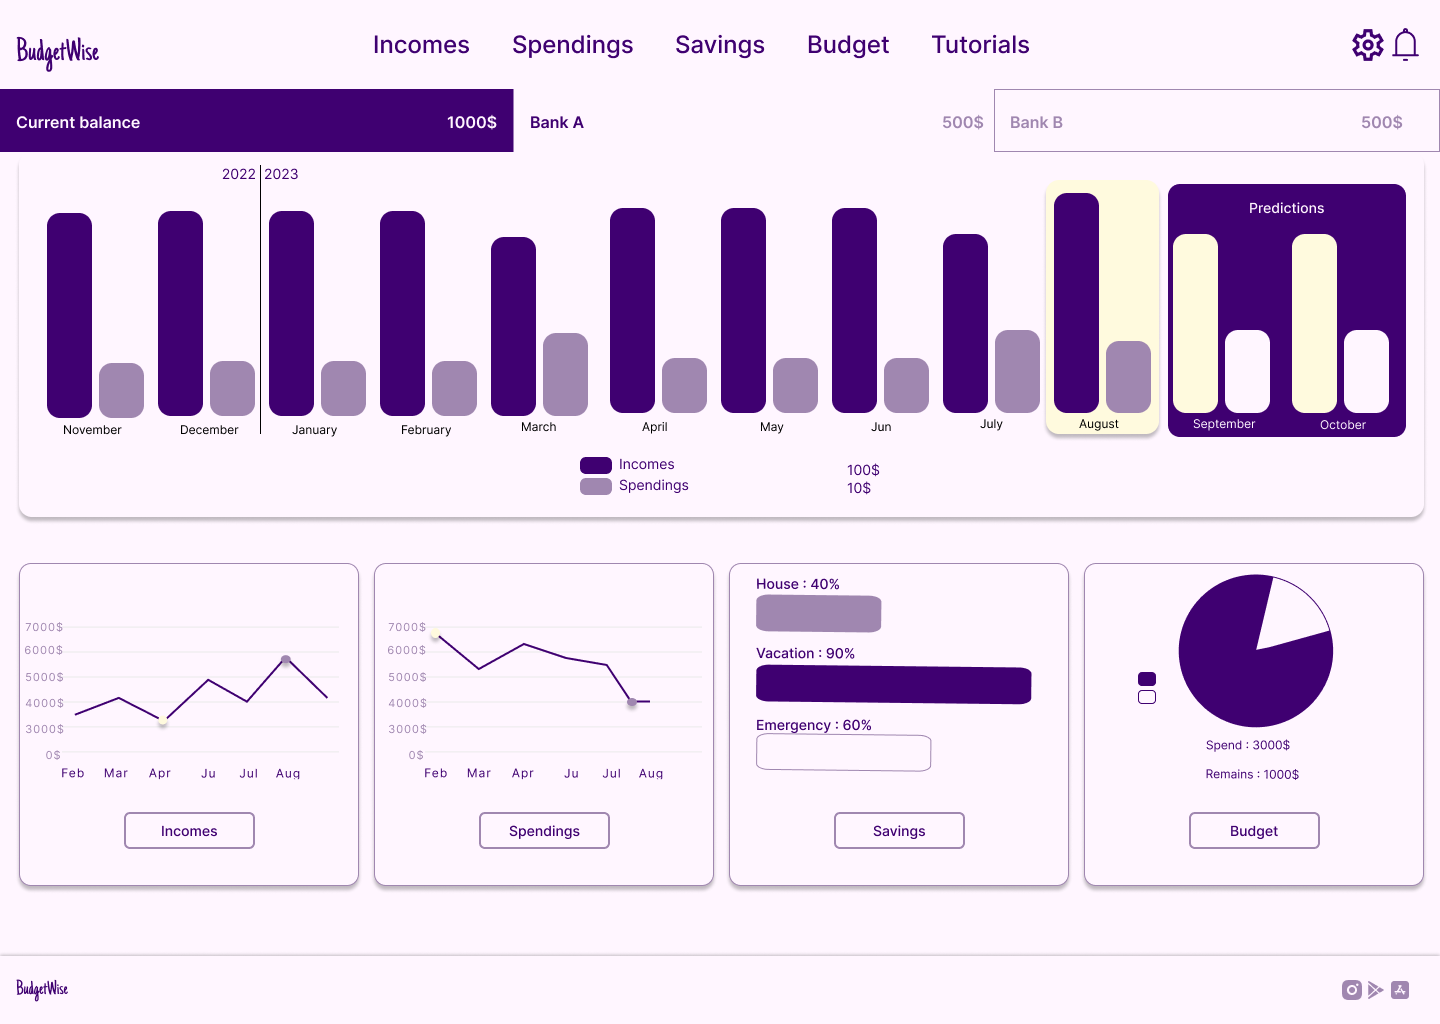 BudgetWise
Incomes Spendings Savings Budget Tutorials
Current balance 1000$ Bank A 500$ Bank B 500$
2022 2023
Predictions
November December January February March April May Jun July August September October
Incomes 100$
Spendings 10$
7000$
6000$
5000$
4000$
3000$
0$
Feb Mar Apr Ju Jul Aug
Incomes
7000$
6000$
5000$
4000$
3000$
0$
Feb Mar Apr Ju Jul Aug
Spendings
House : 40%
Vacation : 90%
Emergency : 60%
Savings
Spend : 3000$
Remains : 1000$
Budget
BudgetWise